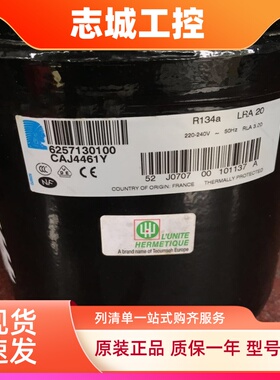 志城工控
R134a LRA 20
220-240V ~ 50Hz RLA 3.00
6257130100
CAJ4461Y
52 J0707 00 101137 A
COUNTRY OF ORIGIN: FRANCE THERMALLY PROTECTED
NF
L'UNITE
HERMETIQUE
A brand name of Tecumseh Europe
现货
速发
列清单一站式购齐服务
原装正品 质保一年 型号